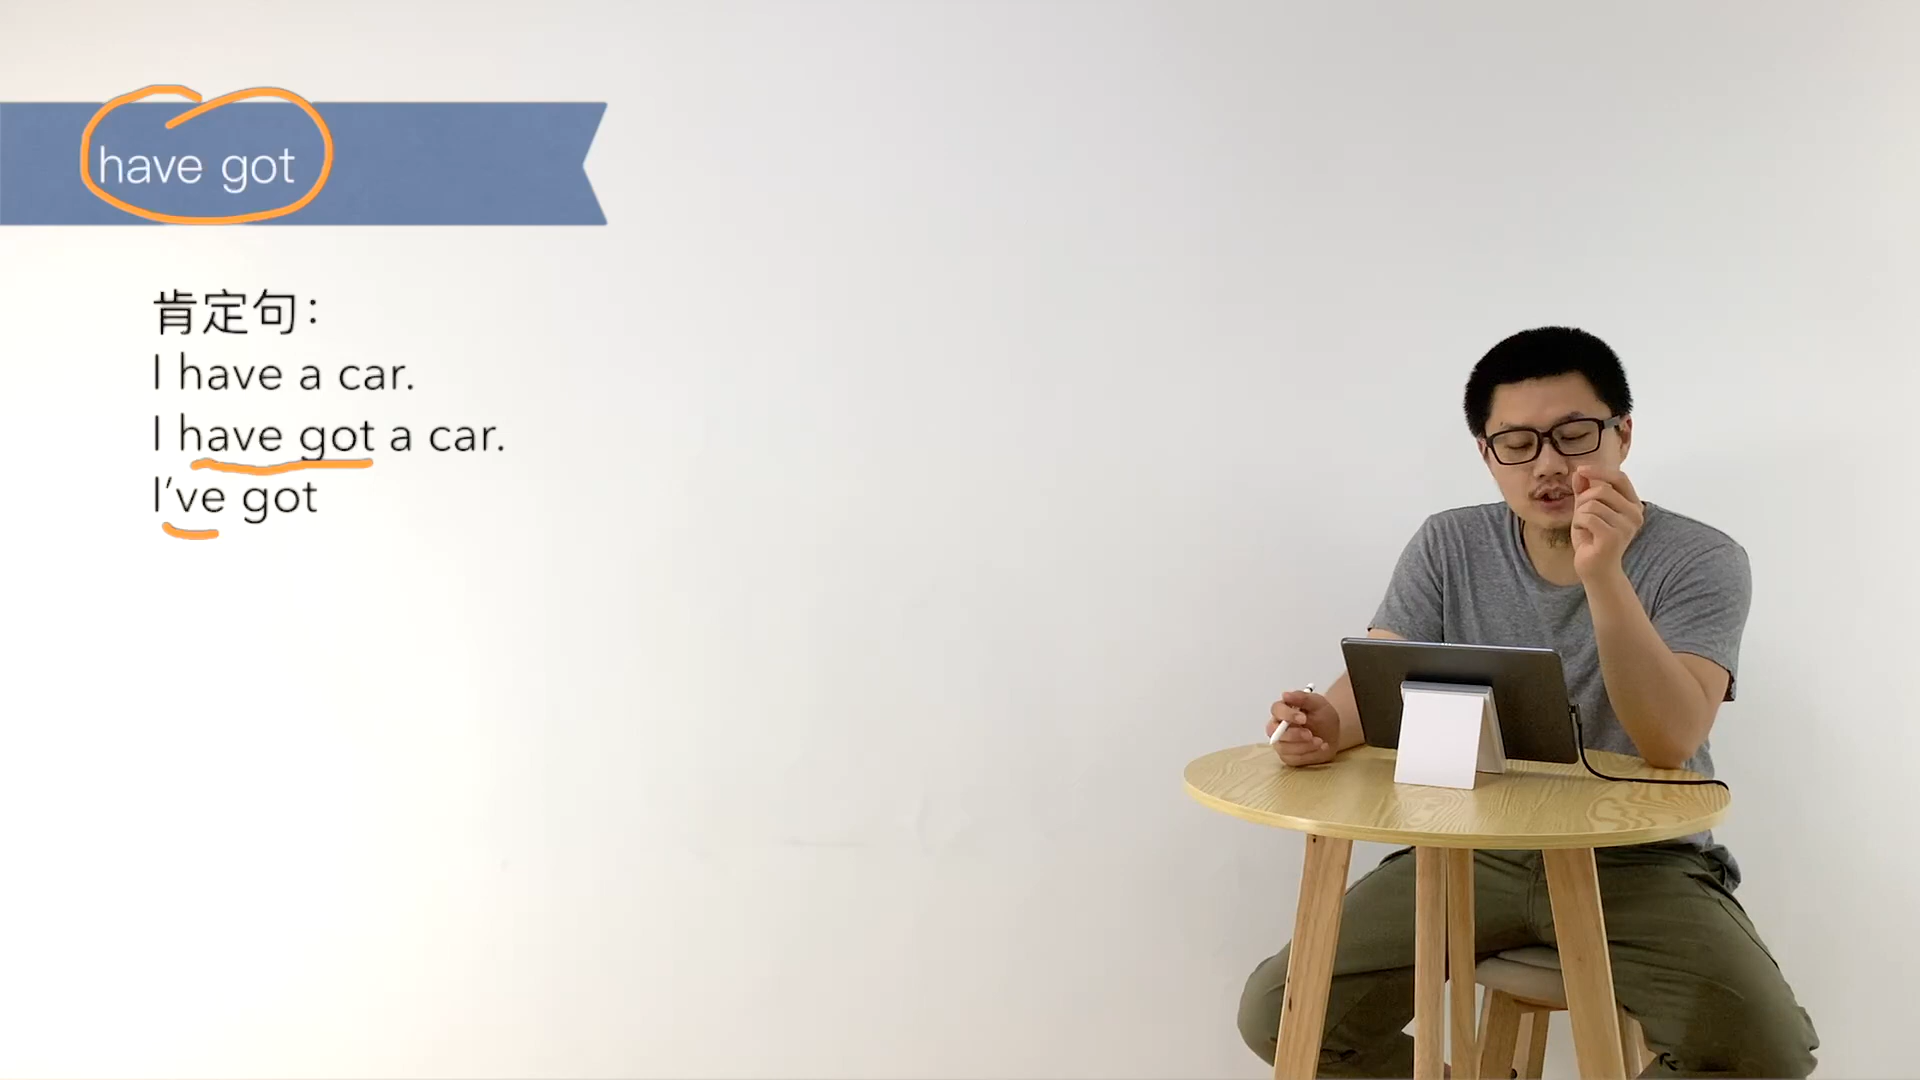 have got
肯定句：
I have a car.
I have got a car.
I've got